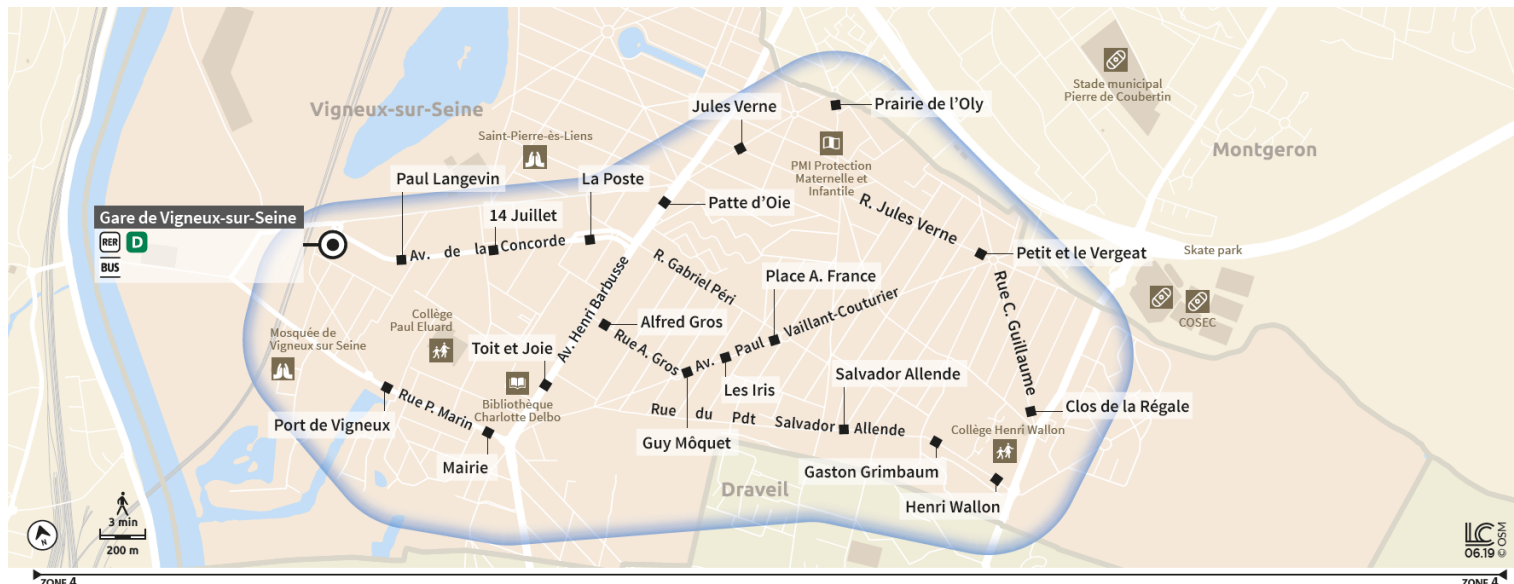 Vigneux-sur-Seine
Saint-Pierre-ès-Liens
Jules Verne
Prairie de l'Oly
Stade municipal
Pierre de Coubertin
Montgeron
PMI Protection
Maternelle et
Infantile
Paul Langevin
La Poste
Patte d'Oie
R. Jules Verne
Gare de Vigneux-sur-Seine
RER D
BUS
14 Juillet
Av. de la Concorde
R. Gabriel Péri
Petit et le Vergeat
Skate park
Place A. France
Av. Henri Barbusse
Rue C. Guillaume
COSEC
Collège
Paul Eluard
Mosquée de
Vigneux sur Seine
Alfred Gros
Rue A. Gros
Av. Paul Vaillant-Couturier
Toit et Joie
Les Iris
Salvador Allende
Bibliothèque
Charlotte Delbo
Rue P. Marin
Port de Vigneux
Rue du Pdt Salvador Allende
Clos de la Régale
Collège Henri Wallon
Guy Môquet
Mairie
Gaston Grimbaum
Draveil
Henri Wallon
N
3 min
200 m
LC
06.19 © OSM
ZONE 4
ZONE 4